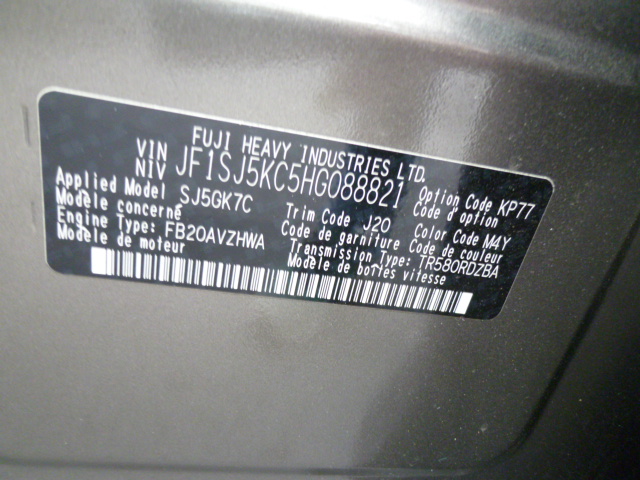 FUJI HEAVY INDUSTRIES LTD.
VIN
NIV JF1SJ5KC5HG088821
Applied Model SJ5GK7C Option Code KP77
Modele concerné Code d'option
Trim Code J20 Color Code M4Y
Code de garniture Code de couleur
Engine Type: FB20AVZHWA Transmission Type: TR580RDZBA
Modele de moteur Modele de boîtes vitesse